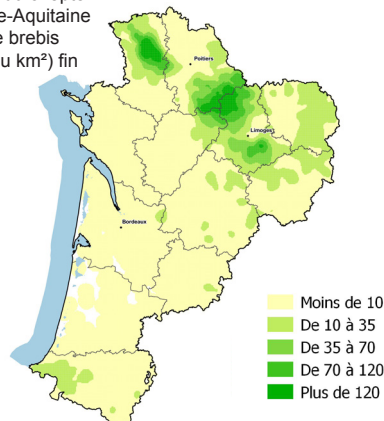 e-Aquitaine
e brebis
u km²) fin
Poitiers
Limoges
Bordeaux
Moins de 10
De 10 à 35
De 35 à 70
De 70 à 120
Plus de 120